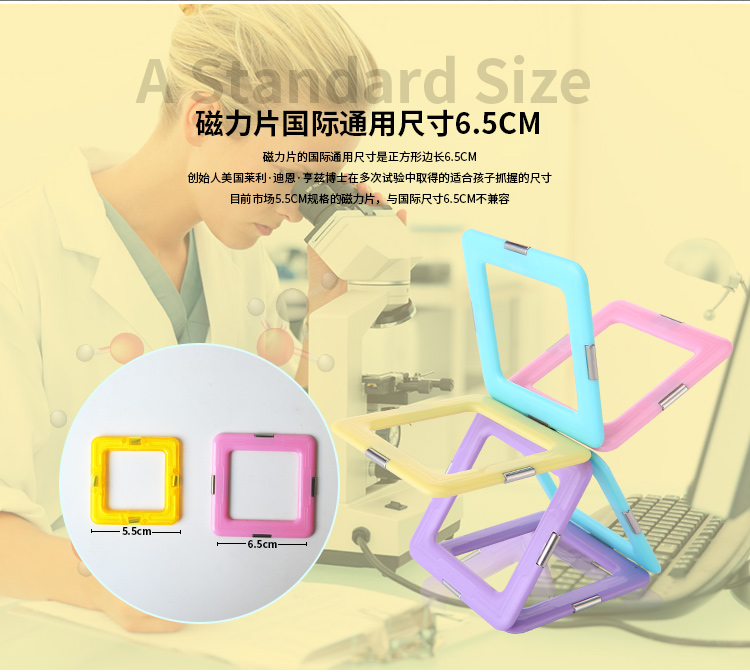 A Standard Size
磁力片国际通用尺寸6.5CM
磁力片的国际通用尺寸是正方形边长6.5CM
创始人美国莱利·迪恩·亨兹博士在多次试验中取得的适合孩子抓握的尺寸
目前市场5.5CM规格的磁力片，与国际尺寸6.5CM不兼容
5.5cm
6.5cm